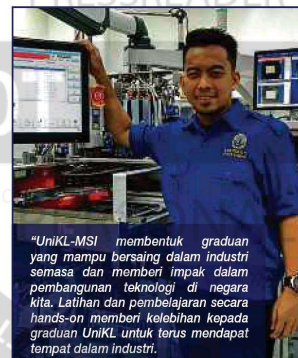 "UniKL-MSI membentuk graduan
yang mampu bersaing dalam industri
semasa dan memberi impak dalam
pembangunan teknologi di negara
kita. Latihan dan pembelajaran secara
hands-on memberi kelebihan kepada
graduan UniKL untuk terus mendapat
tempat dalam industri.